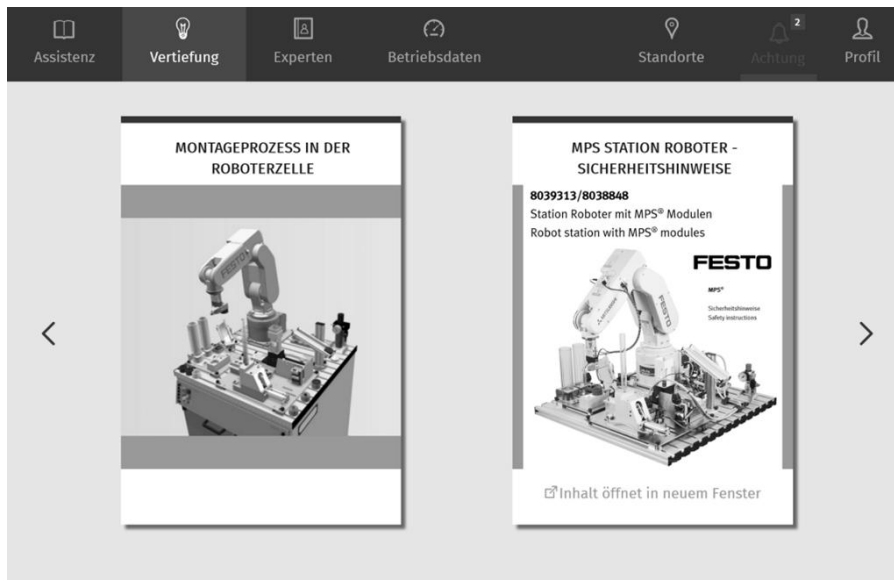 Assistenz
Vertiefung
Experten
Betriebsdaten
Standorte
2
Achtung
Profil
MONTAGEPROZESS IN DER
ROBOTERZELLE
FESTO
MPS STATION ROBOTER -
SICHERHEITSHINWEISE
8039313/8038848
Station Roboter mit MPS® Modulen
Robot station with MPS® modules
FESTO
MPS®
Sicherheitshinweise
Safety instructions
MITSUBISHI
FESTO
Inhalt öffnet in neuem Fenster